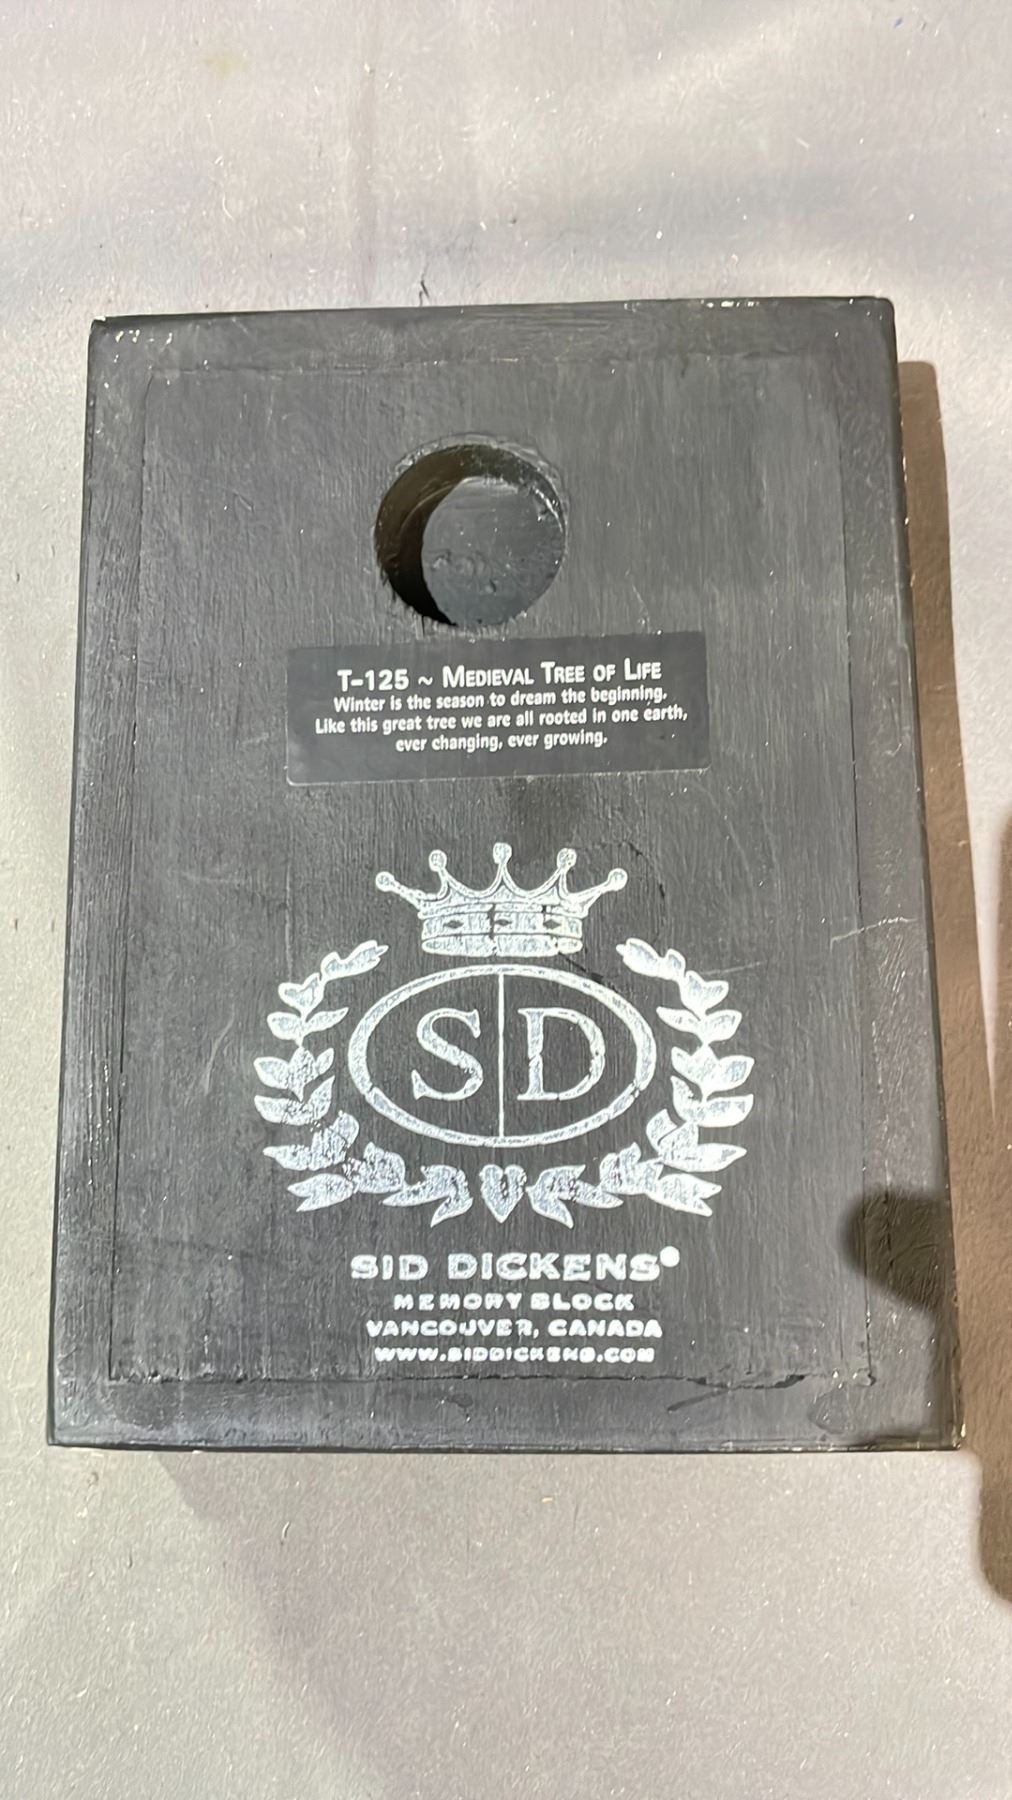 T-125 ~ MEDIEVAL TREE OF LIFE
Winter is the season to dream the beginning.
Like this great tree we are all rooted in one earth,
ever changing, ever growing.
S D
SID DICKENS®
MEMORY BLOCK
VANCOUVER, CANADA
WWW.SIDDICKENS.COM